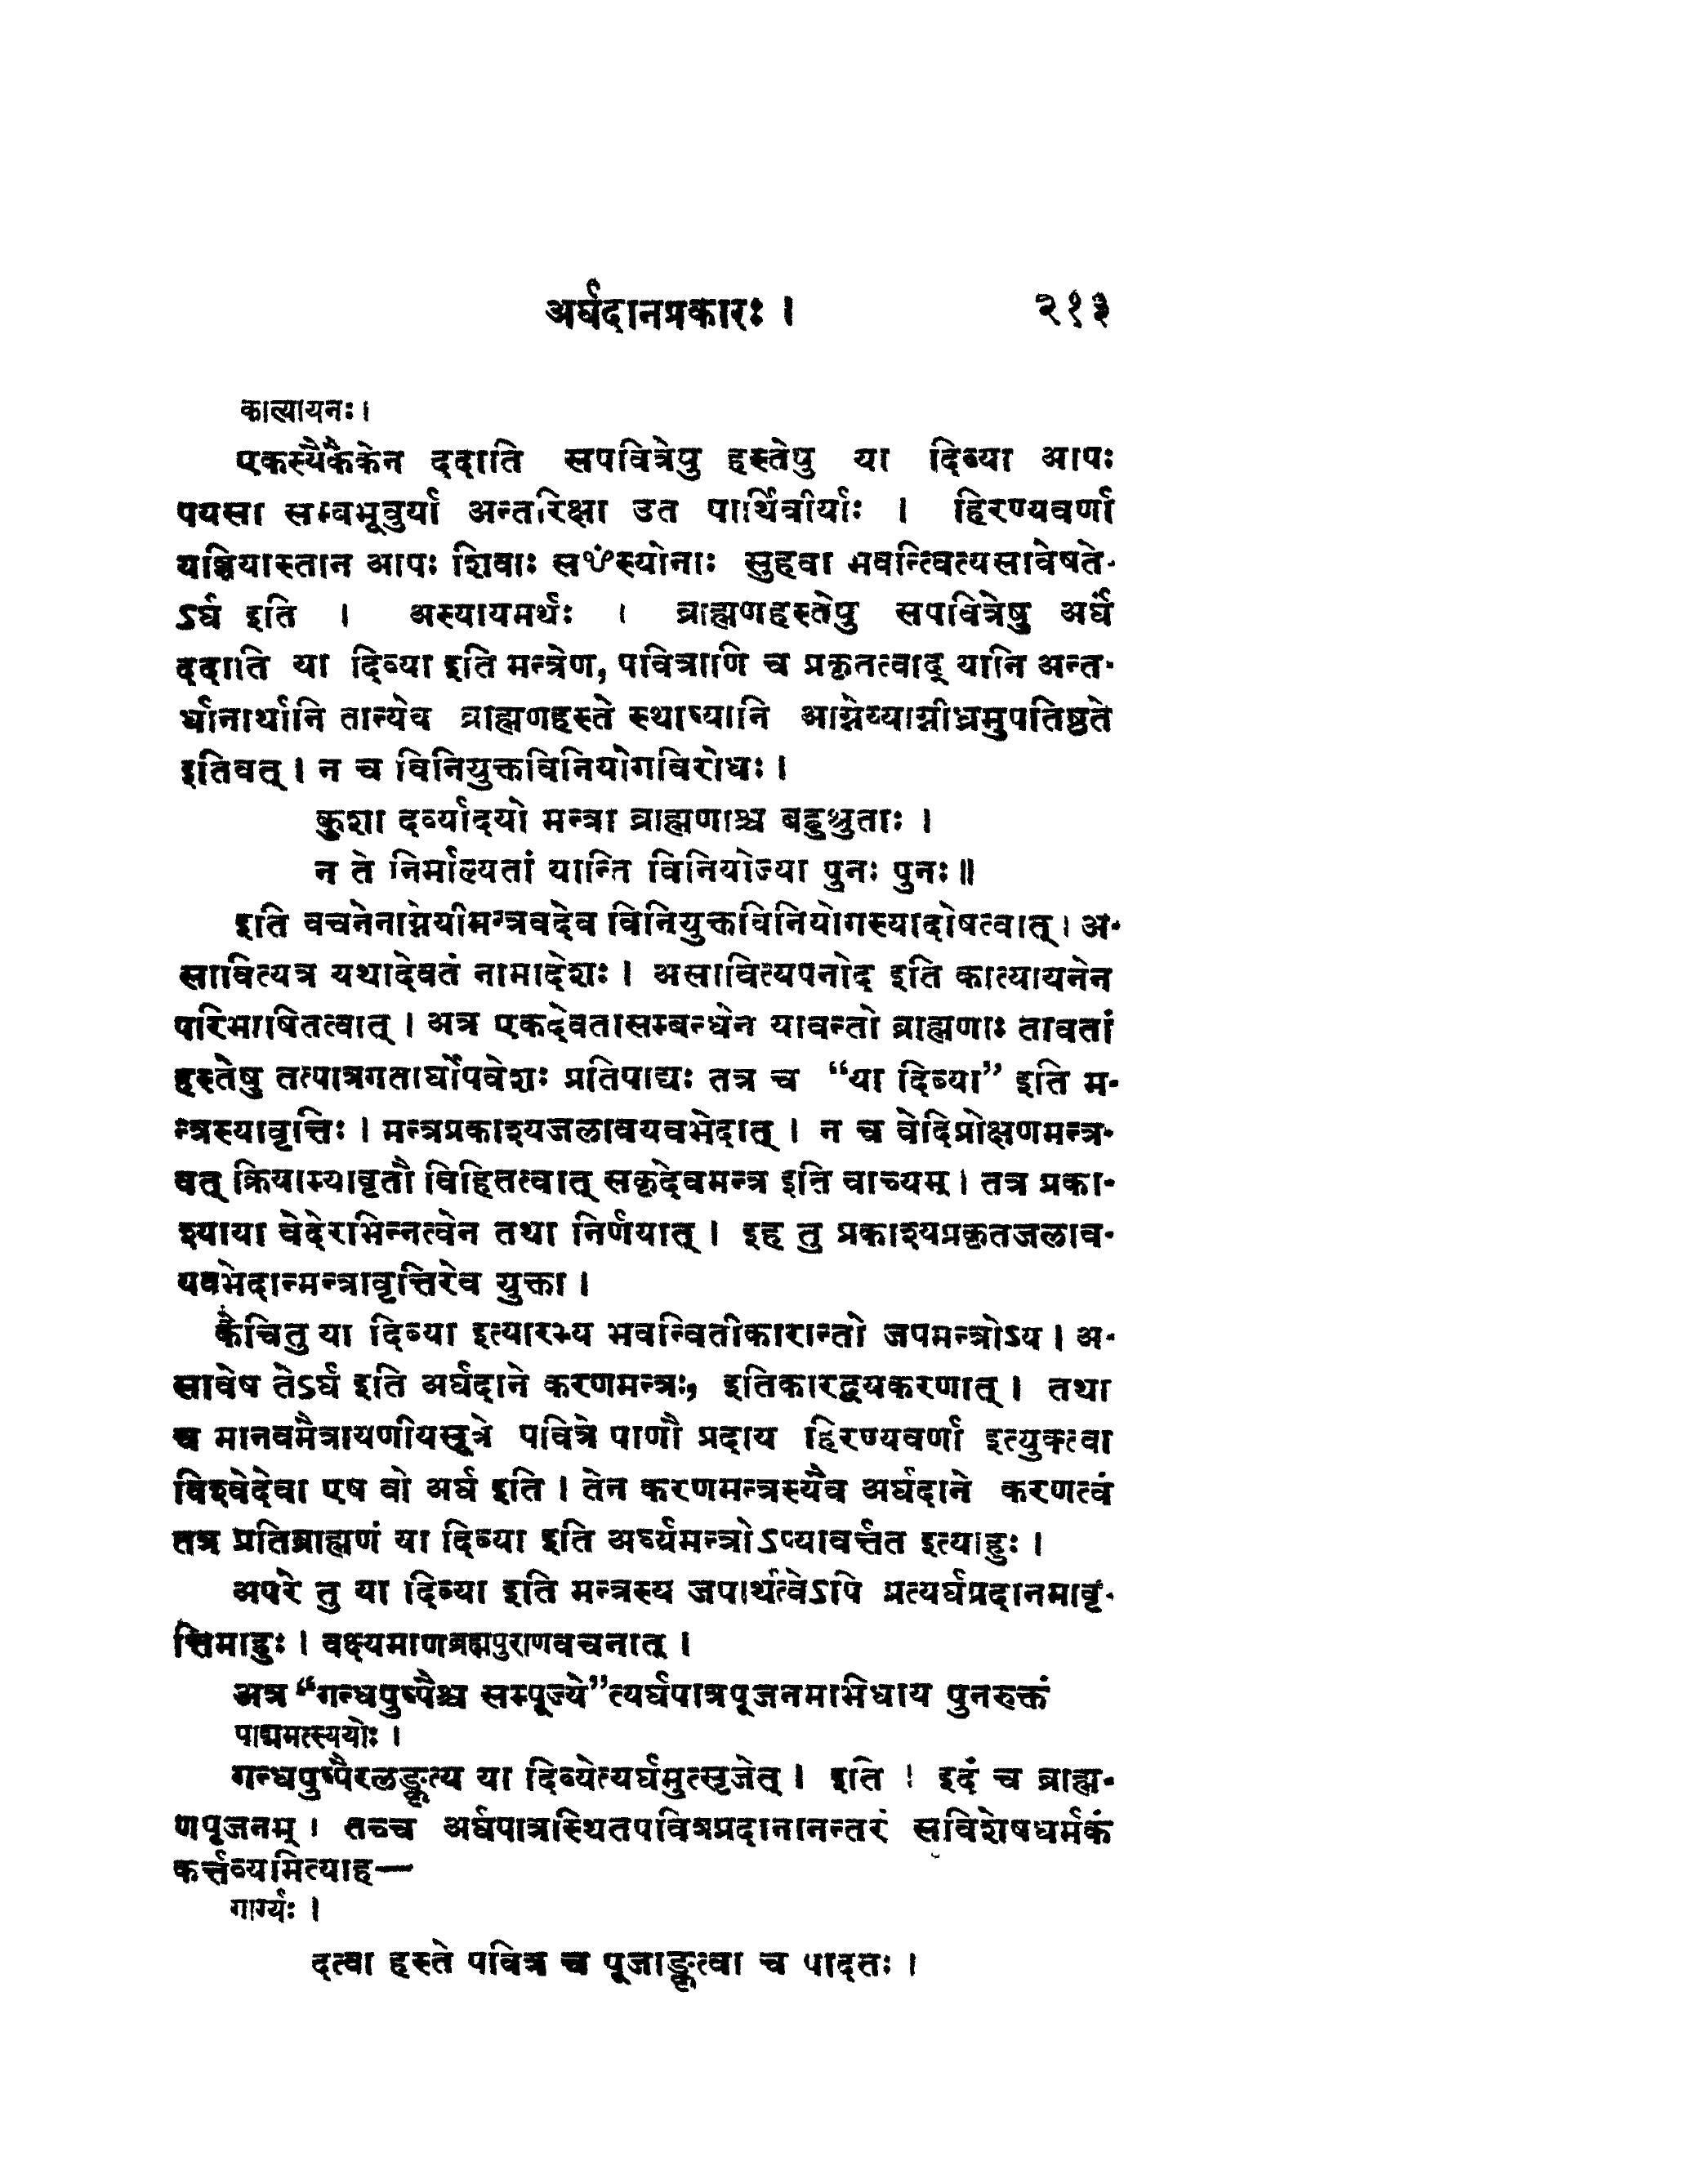 अर्घदानप्रकारः । २१३
कात्यायनः ।
एकस्यैकैकेन ददाति सपवित्रेषु हस्तेषु या दिव्या आपः
पयसा सम्वभूवुर्या अन्तरिक्षा उत पार्थिवीर्याः । हिरण्यवर्णा
यज्ञियास्तान आपः शिवाः सꣳस्योनाः सुहवा भवन्त्वित्यसावेषते-
ऽर्घ इति । अस्यायमर्थः । ब्राह्मणहस्तेषु सपवित्रेषु अर्घं
ददाति या दिव्या इति मन्त्रेण, पवित्राणि च प्रकृतत्वाद् यानि अन्त-
र्धानार्थानि तान्येव ब्राह्मणहस्ते स्थाप्यानि आग्नेय्याग्नीध्रमुपतिष्ठते
इतिवत् । न च विनियुक्तविनियोगविरोधः ।
कुशा दर्व्यादयो मन्त्रा ब्राह्मणाश्च बहुश्रुताः ।
न ते निर्माल्यतां यान्ति विनियोज्या पुनः पुनः ॥
इति वचनेनाग्नेयीमन्त्रवदेव विनियुक्तविनियोगस्यादोषत्वात् । अ-
सावित्यत्र यथादेवतं नामादेशः । असावित्यपनोद इति कात्यायनेन
परिभाषितत्वात् । अत्र एकदेवतासम्बन्धेन यावन्तो ब्राह्मणाः तावतां
हस्तेषु तत्पात्रगतार्घोपवेशः प्रतिपाद्यः तत्र च “या दिव्या” इति म-
न्त्रस्यावृत्तिः । मन्त्रप्रकाश्यजलावयवभेदात् । न च वेदिप्रोक्षणमन्त्र-
वत् क्रियाभ्यावृतौ विहितत्वात् सकृदेवमन्त्र इति वाच्यम् । तत्र प्रका-
श्याया वेदेरभिन्नत्वेन तथा निर्णयात् । इह तु प्रकाश्यप्रकृतजलाव-
यवभेदान्मन्त्रावृत्तिरेव युक्ता ।
कैचितु या दिव्या इत्यारभ्य भवन्वितीकारान्तो जपमन्त्रोऽय । अ-
सावेष तेऽर्घ इति अर्घदाने करणमन्त्रः, इतिकारद्वयकरणात् । तथा
च मानवमैत्रायणीयसूत्रे पवित्रे पाणौ प्रदाय हिरण्यवर्णा इत्युक्त्वा
विश्वेदेवा एष वो अर्घ इति । तेन करणमन्त्रस्यैव अर्घदाने करणत्वं
तत्र प्रतिब्राह्मणं या दिव्या इति अर्घ्यमन्त्रोऽप्यावर्त्तत इत्याहुः ।
अपरे तु या दिव्या इति मन्त्रस्य जपार्थत्वेऽपि प्रत्यर्घप्रदानमावृ-
त्तिमाहुः । वक्ष्यमाणब्रह्मपुराणवचनात् ।
अत्र “गन्धपुष्पैश्च सम्पूज्ये”त्यर्घपात्रपूजनमाभिधाय पुनरुक्तं
पाद्ममत्स्ययोः ।
गन्धपुष्पैरलङ्कृत्य या दिव्येत्यर्घमुत्सृजेत् । इति । इदं च ब्राह्म-
णपूजनम् । तच्च अर्घपात्रस्थितपवित्रप्रदानानन्तरं सविशेषधर्मकं
कर्त्तव्यमित्याह—
गार्ग्यः ।
दत्वा हस्ते पवित्र च पूजाङ्कृत्वा च पादतः ।